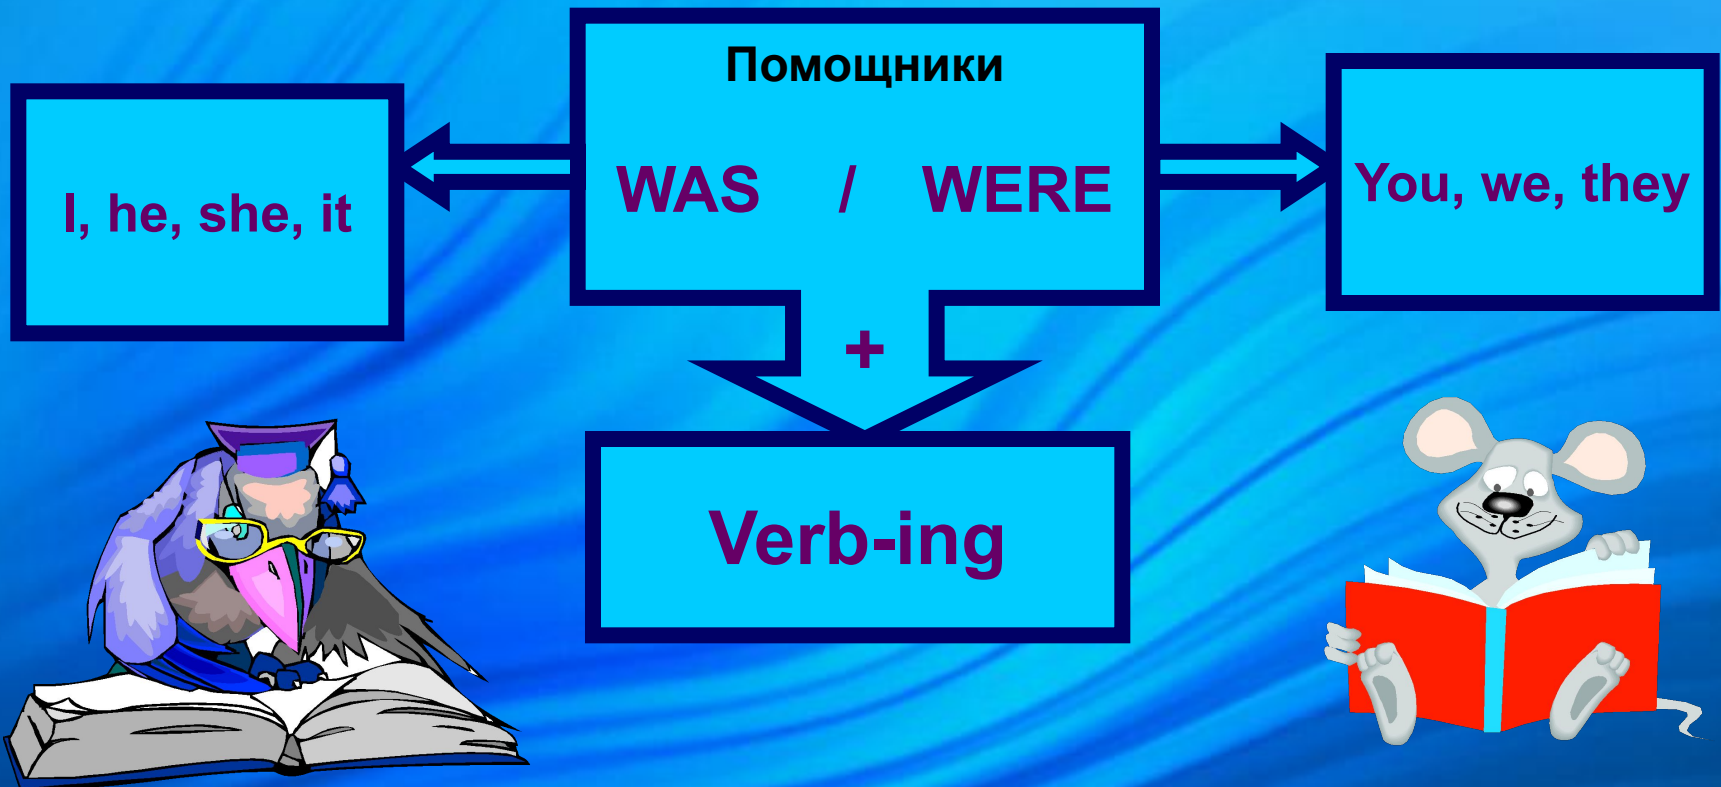 Помощники
I, he, she, it
WAS / WERE
You, we, they
+
Verb-ing